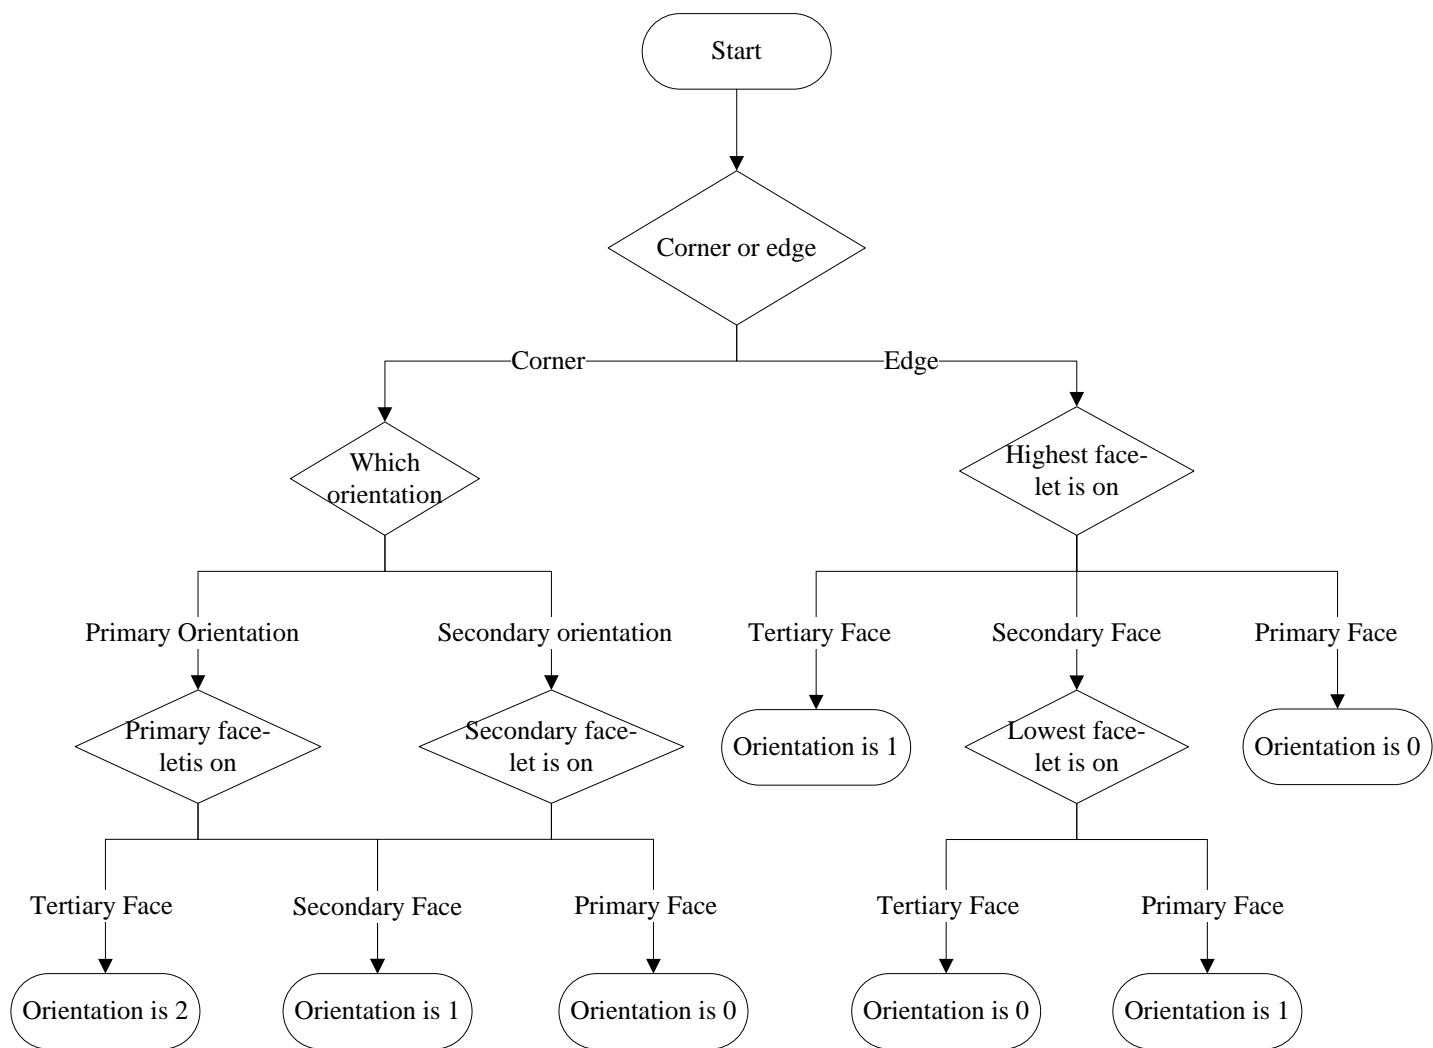 Start
Corner or edge
Corner
Edge
Which
orientation
Highest face-
let is on
Primary Orientation
Secondary orientation
Tertiary Face
Secondary Face
Primary Face
Primary face-
letis on
Secondary face-
let is on
Orientation is 1
Lowest face-
let is on
Orientation is 0
Tertiary Face
Secondary Face
Primary Face
Tertiary Face
Primary Face
Orientation is 2
Orientation is 1
Orientation is 0
Orientation is 0
Orientation is 1